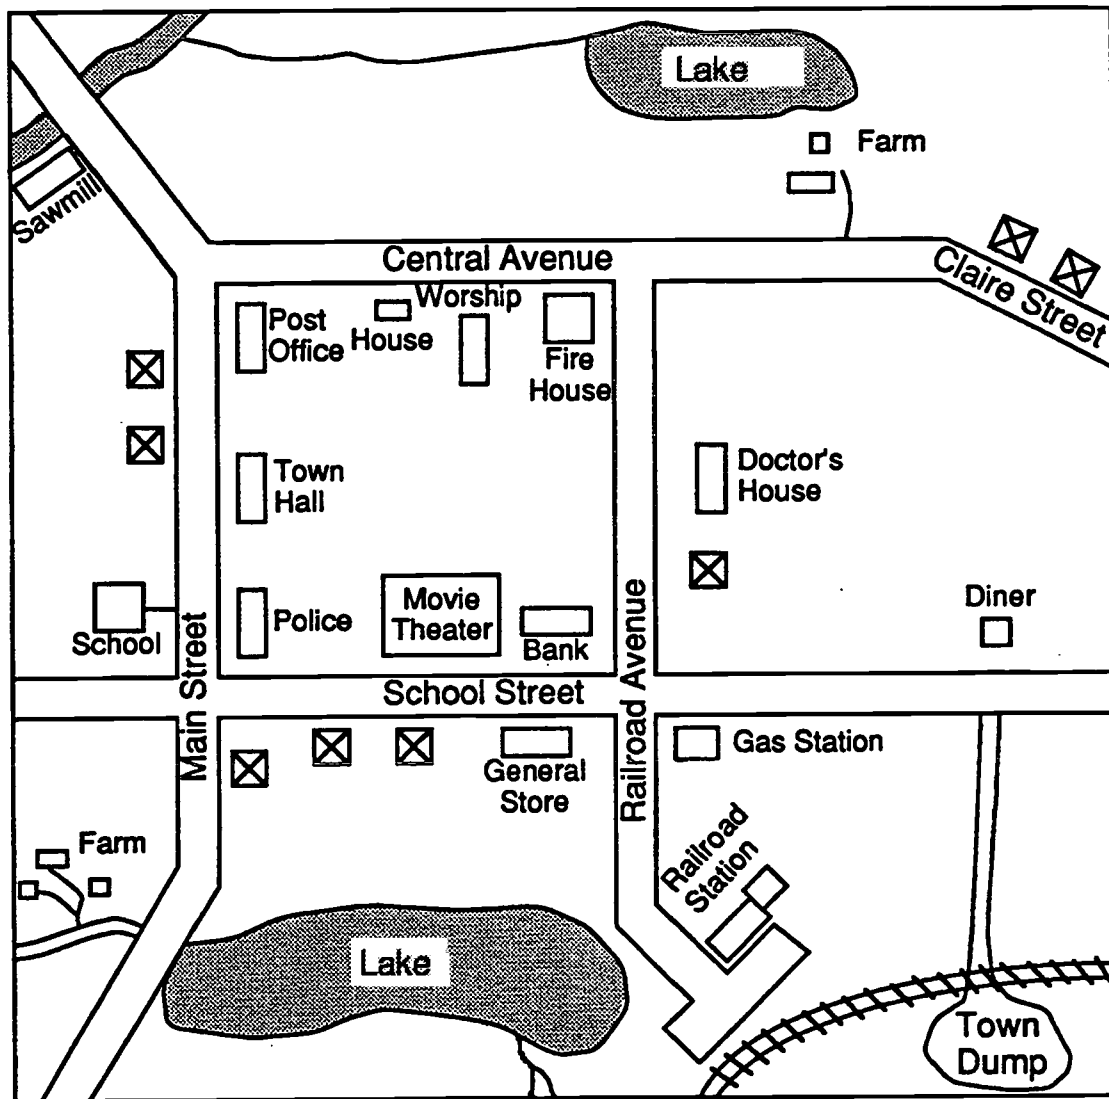 Lake
Farm
Sawmill
Central Avenue
Claire Street
Worship
House
Post
Office
Fire
House
Town
Hall
Doctor's
House
School
Police
Movie
Theater
Bank
Diner
Main Street
School Street
Railroad Avenue
General
Store
Gas Station
Farm
Railroad
Station
Lake
Town
Dump